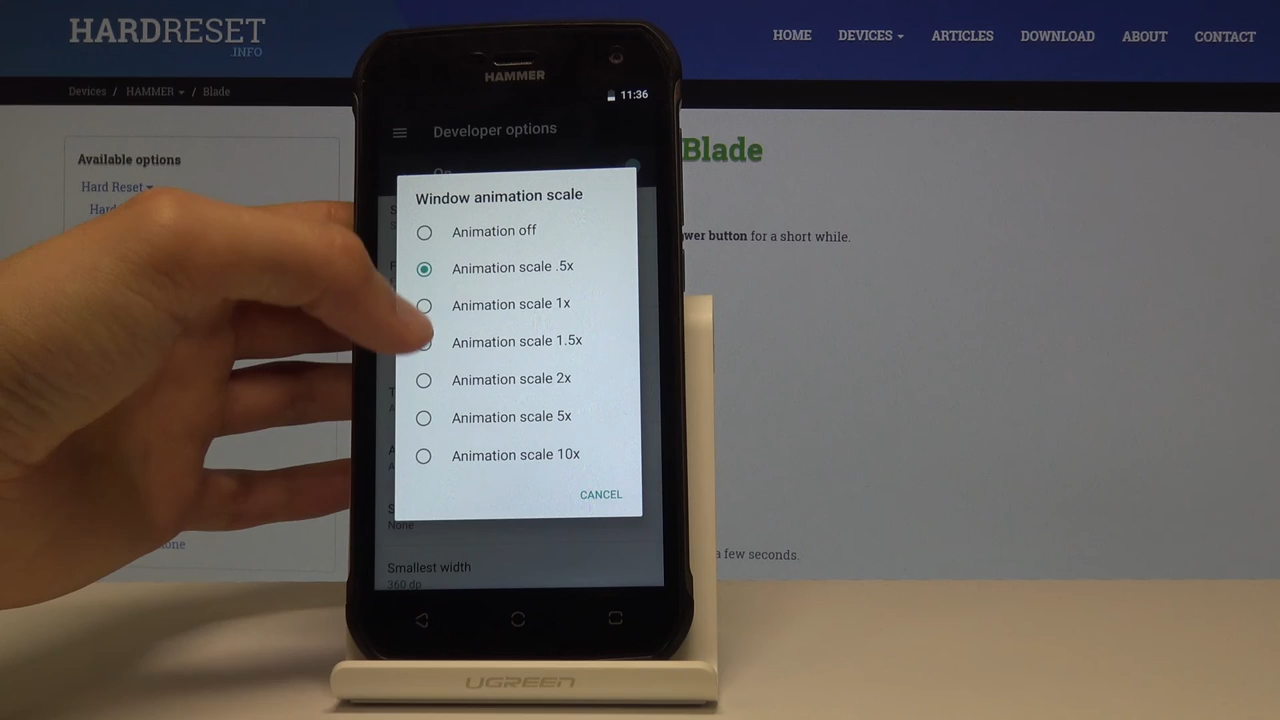 HARDRESET
.INFO
HOME
DEVICES
ARTICLES
DOWNLOAD
ABOUT
CONTACT
Devices / HAMMER / Blade
Available options
Hard Reset
Blade
wer button for a short while.
a few seconds.
HAMMER
11:36
Developer options
Window animation scale
Animation off
Animation scale .5x
Animation scale 1x
Animation scale 1.5x
Animation scale 2x
Animation scale 5x
Animation scale 10x
CANCEL
None
Smallest width
360 dp
UGREEN